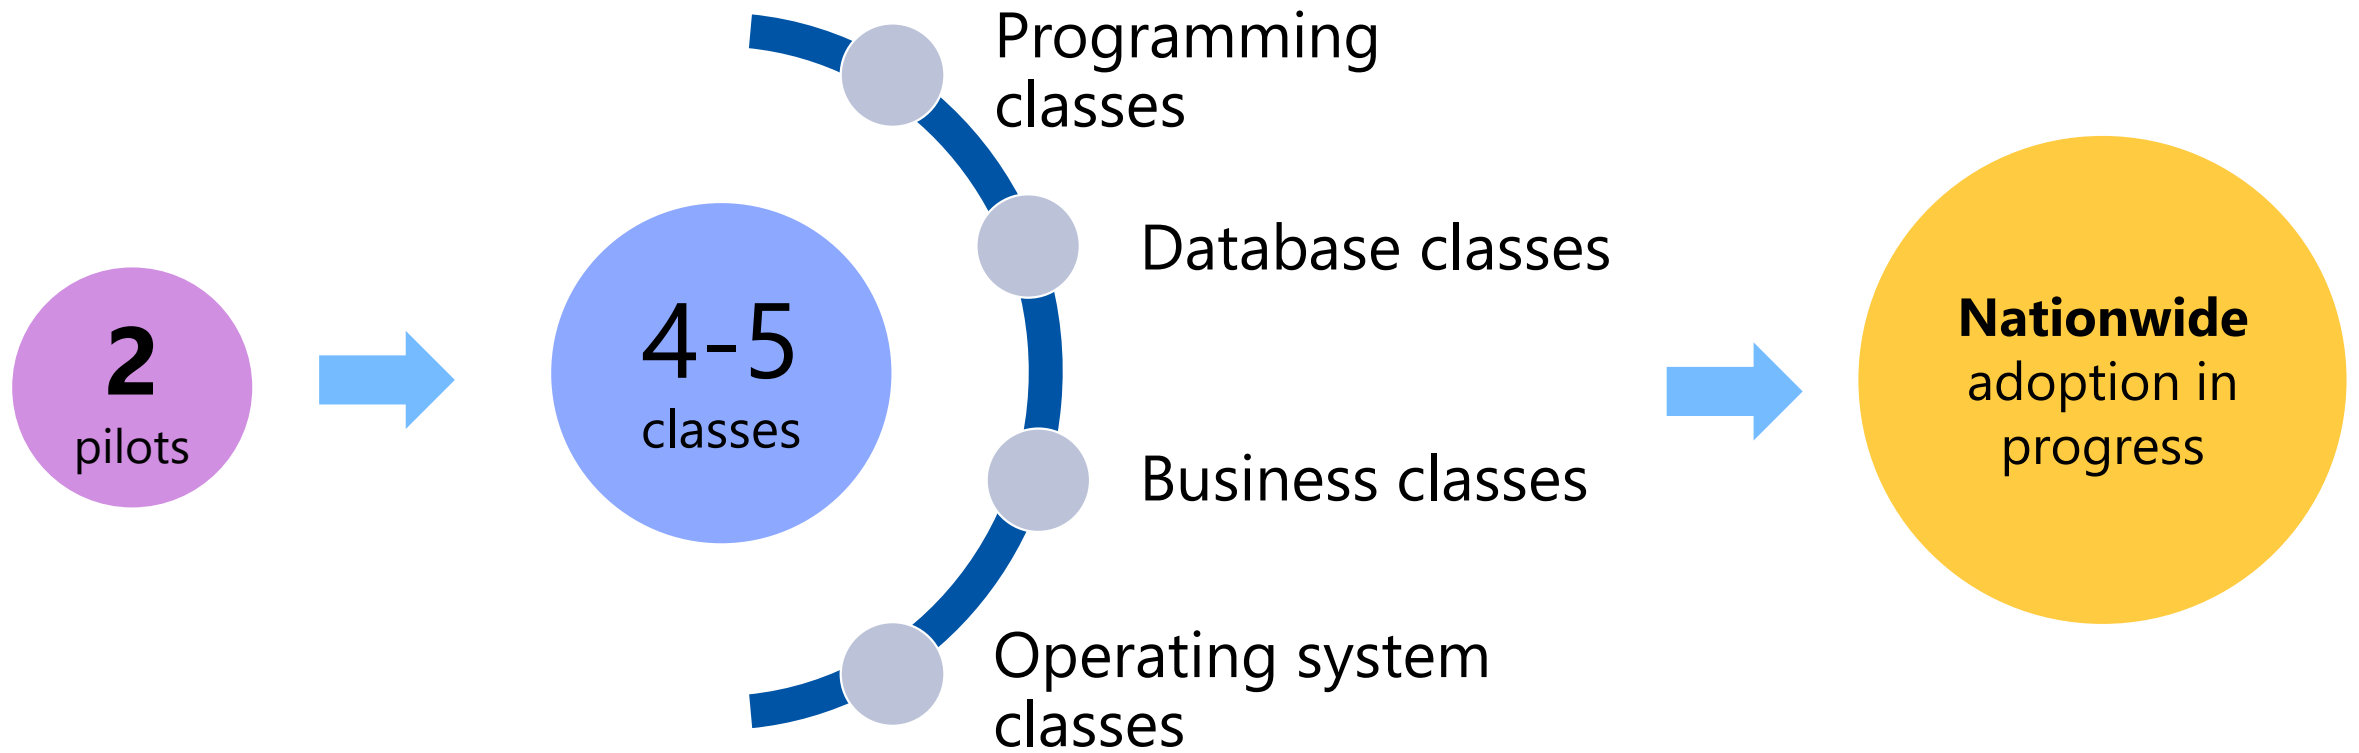 2
pilots
4-5
classes
Programming
classes
Database classes
Business classes
Operating system
classes
Nationwide
adoption in
progress